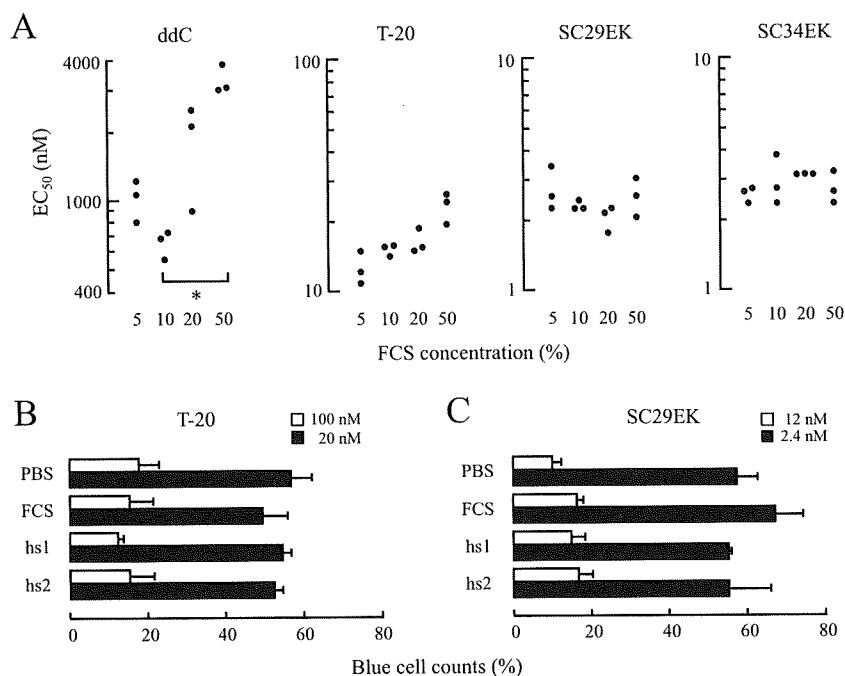 A
ddC
T-20
SC29EK
SC34EK
4000
1000
400
100
10
10
1
10
1
EC50 (nM)
*
5 10 20 50
5 10 20 50
5 10 20 50
5 10 20 50
FCS concentration (%)
B
T-20
100 nM
20 nM
PBS
FCS
hs1
hs2
0 20 40 60 80
C
SC29EK
12 nM
2.4 nM
PBS
FCS
hs1
hs2
0 20 40 60 80
Blue cell counts (%)